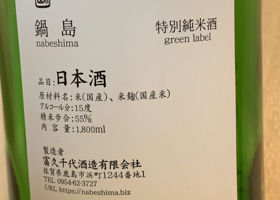 鍋島
nabeshima
特別純米酒
green label
品目:日本酒
原材料名:米(国産)、米麹(国産米)
アルコール分:15度
精米歩合:55%
内 容 量:1,800ml
製造者
富久千代酒造有限会社
佐賀県鹿島市浜町1244番地1
TEL 0954-62-3727
URL https://nabeshima.biz